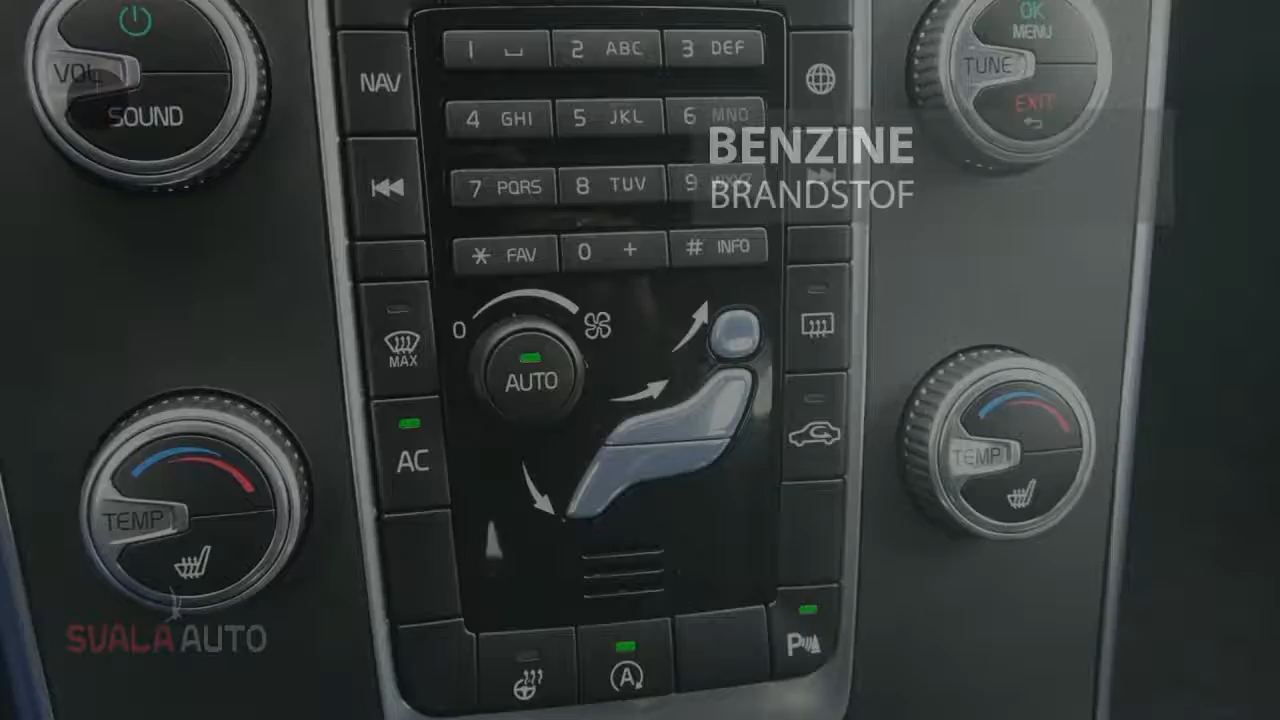 VOL
SOUND
NAV
1 2 ABC 3 DEF
4 GHI 5 JKL 6 MNO
7 PQRS 8 TUV 9
* FAV 0 + # INFO
OK
MENU
TUNE
EXIT
BENZINE
BRANDSTOF
0
AUTO
MAX
AC
TEMP
TEMP
SVALA AUTO
A
P